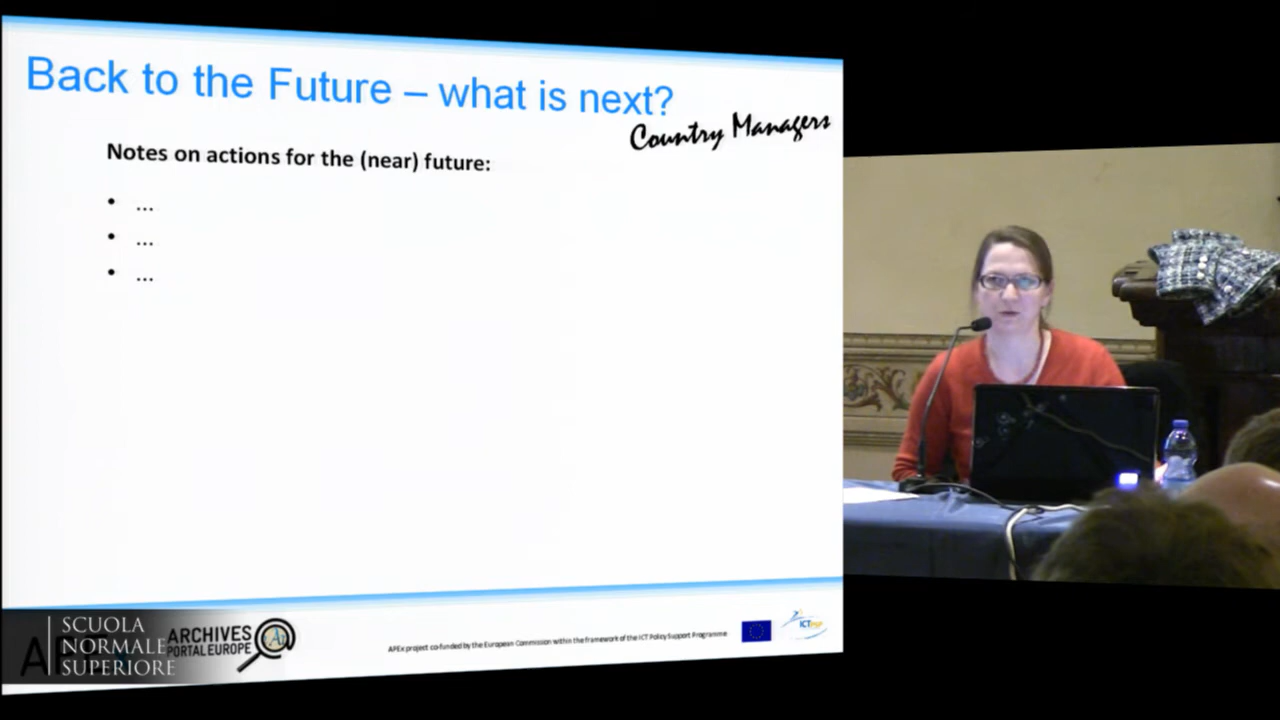 Back to the Future – what is next?
Country Managers
Notes on actions for the (near) future:
• ...
• ...
• ...
SCUOLA
NORMALE
SUPERIORE
ARCHIVES
PORTAL EUROPE
APEx project co-funded by the European Commission within the framework of the ICT Policy Support Programme
ICT PSP